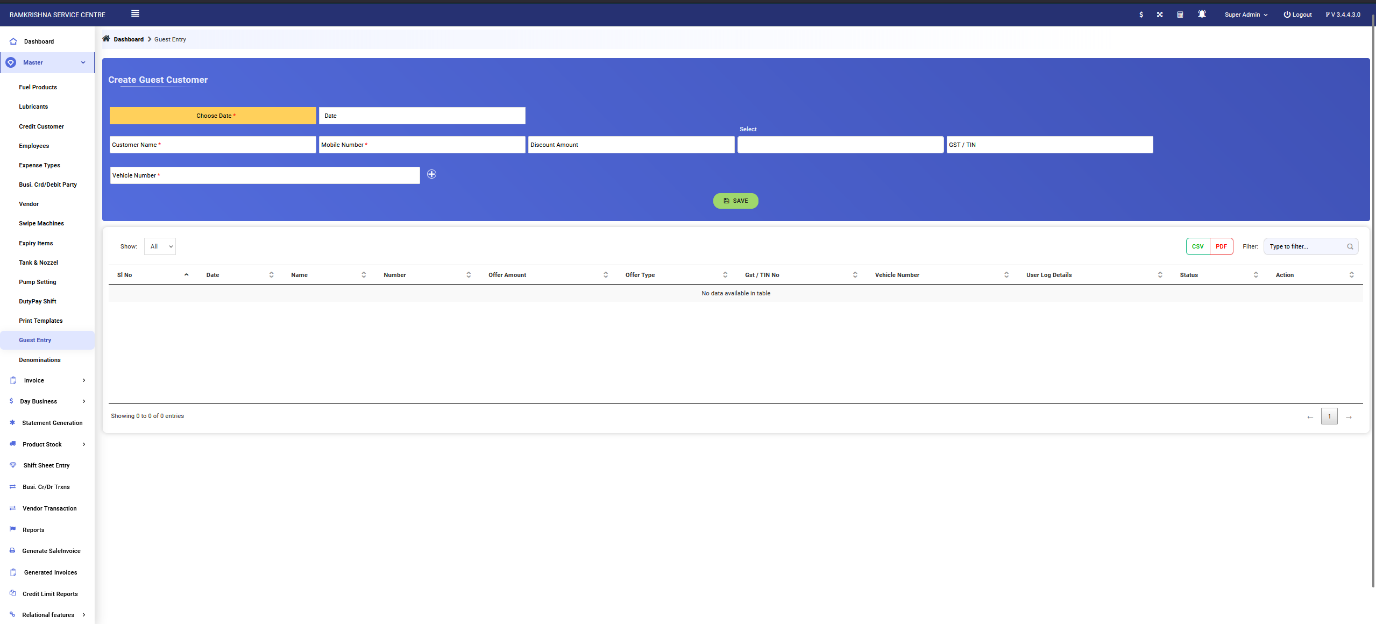 RAMKRISHNA SERVICE CENTRE
$
Super Admin
Logout
V 3.4.4.3.0
Dashboard
Master
Fuel Products
Lubricants
Credit Customer
Employees
Expense Types
Busi. Crd/Debit Party
Vendor
Swipe Machines
Expiry Items
Tank & Nozzel
Pump Setting
DutyPay Shift
Print Templates
Guest Entry
Denominations
Invoice
$ Day Business
Statement Generation
Product Stock
Shift Sheet Entry
Busi. Cr/Dr Trxns
Vendor Transaction
Reports
Generate SaleInvoice
Generated Invoices
Credit Limit Reports
Relational features
Dashboard > Guest Entry
Create Guest Customer
Choose Date * Date
Select
Customer Name * Mobile Number * Discount Amount GST / TIN
Vehicle Number *
SAVE
Show: All CSV PDF Filter: Type to filter...
Sl No Date Name Number Offer Amount Offer Type Gst / TIN No Vehicle Number User Log Details Status Action
No data available in table
Showing 0 to 0 of 0 entries
← 1 →